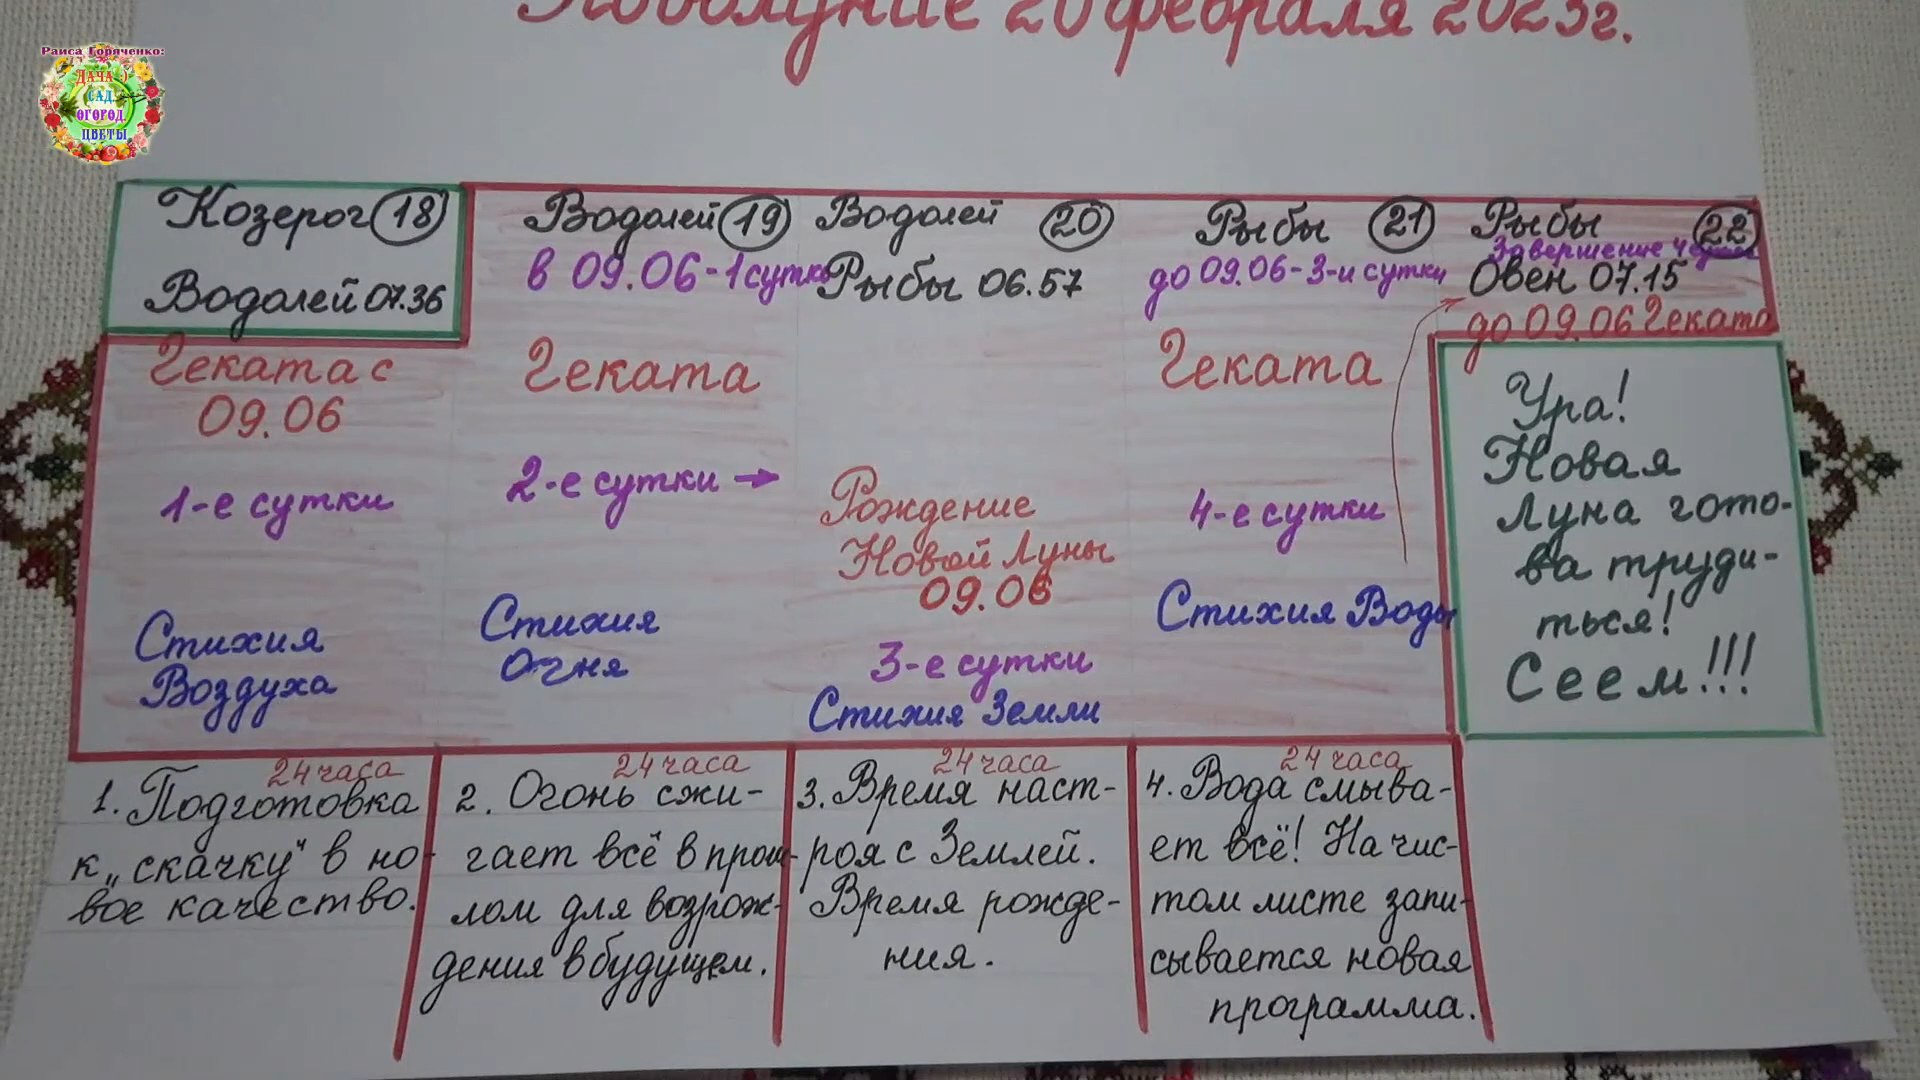 Новолуние 20 февраля 2023г.
Раиса Горяченко:
Дача :)
САД,
ОГОРОД,
ЦВЕТЫ
Козерог 18
Водолей 07.36
Геката с
09.06
1-е сутки
Стихия
Воздуха
Водолей 19
в 09.06-1 сутки
Геката
2-е сутки →
Стихия
Огня
Водолей 20
Рыбы 06.57
Рождение
Новой Луны
09.06
3-е сутки
Стихия Земли
Рыбы 21
до 09.06-3-и сутки
Геката
4-е сутки
Стихия Воды
Рыбы 22
Завершение
Овен 07.15
до 09.06 Геката
Ура!
Новая
Луна гото-
ва труди-
ться!
Сеем!!!
24 часа
1. Подготовка
к „скачку" в но-
вое качество.
24 часа
2. Огонь сжи-
гает всё в прош-
лом для возрож-
дения в будущем.
24 часа
3. Время наст-
роя с Землей.
Время рожде-
ния.
24 часа
4. Вода смыва-
ет всё! На чис-
том листе запи-
сывается новая
программа.